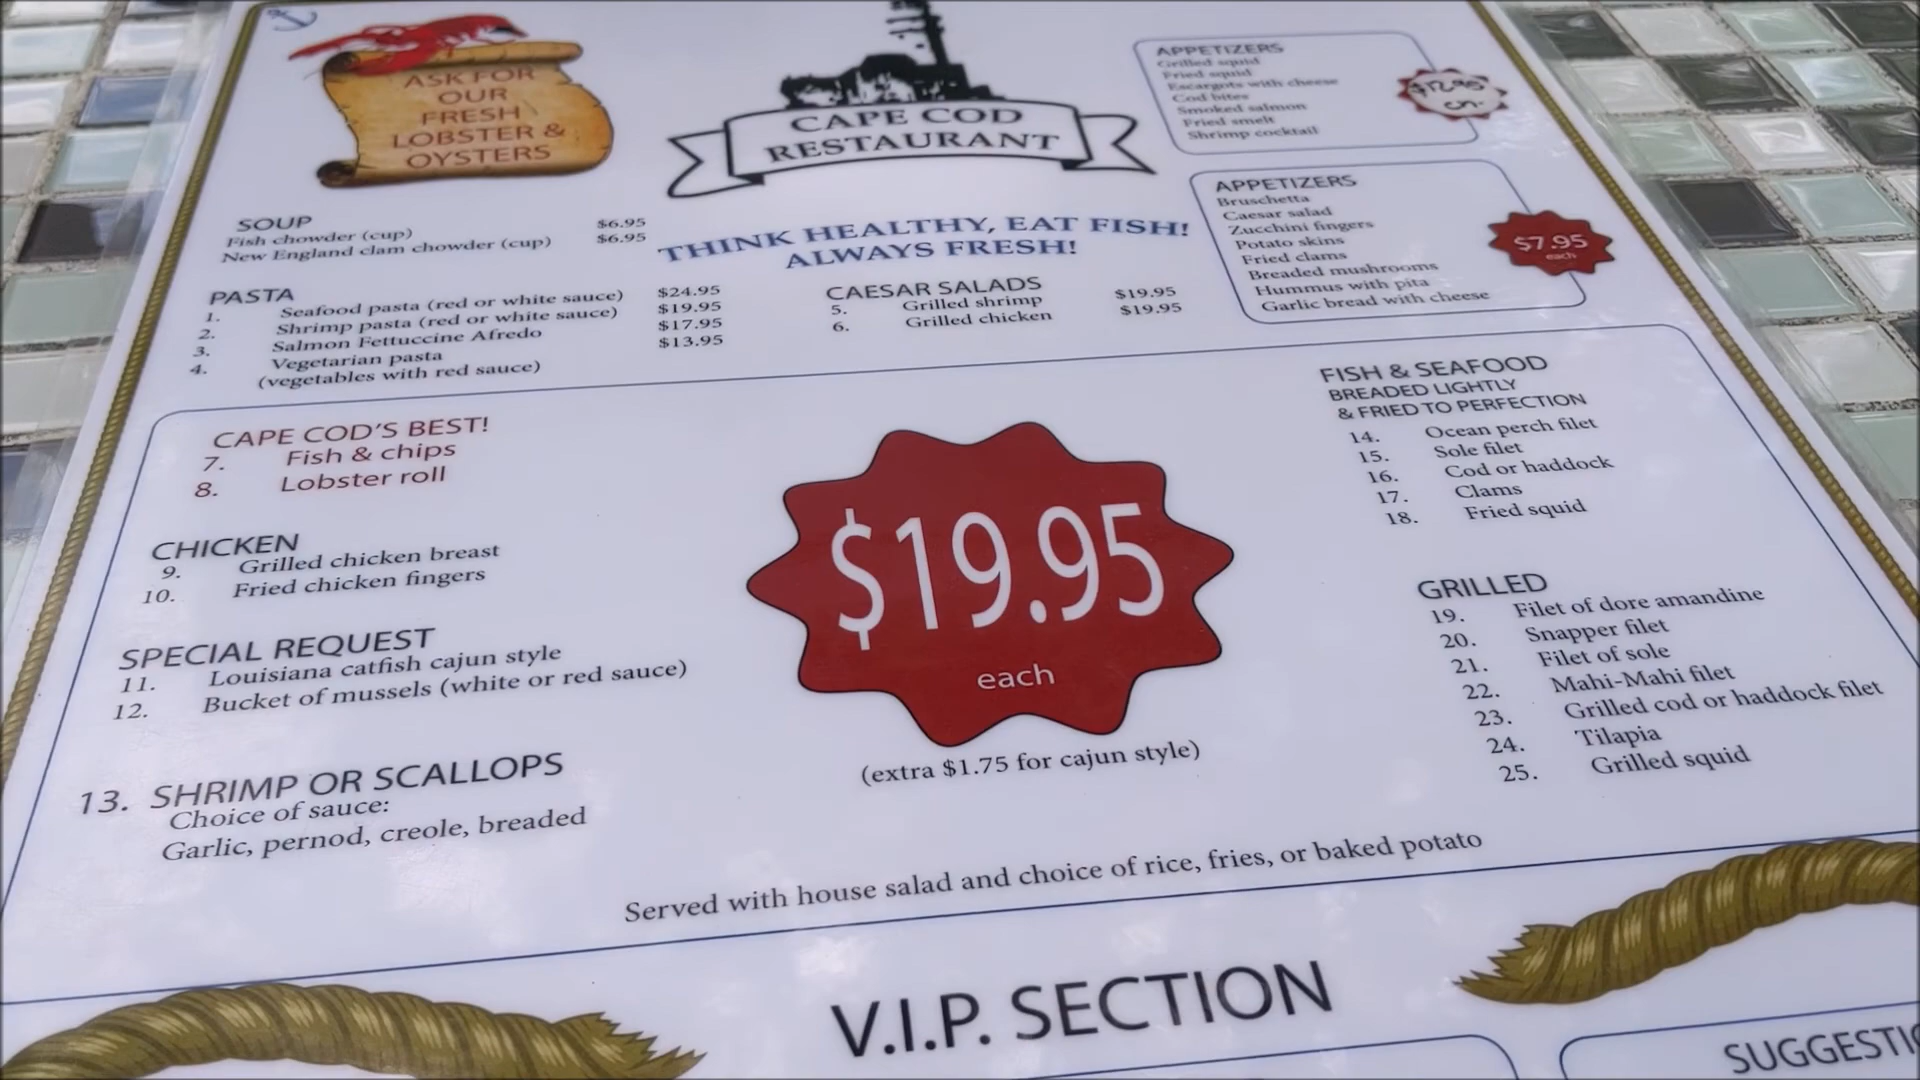 ASK FOR
OUR
FRESH
LOBSTER &
OYSTERS
CAPE COD
RESTAURANT
APPETIZERS
Grilled squid
Fried squid
Escargots with cheese
Cod bites
Smoked salmon
Fried smelt
Shrimp cocktail
$12.95
APPETIZERS
Bruschetta
Caesar salad
Zucchini fingers
Potato skins
Fried clams
Breaded mushrooms
Hummus with pita
Garlic bread with cheese
$7.95
each
SOUP
Fish chowder (cup) $6.95
New England clam chowder (cup) $6.95
THINK HEALTHY, EAT FISH!
ALWAYS FRESH!
PASTA
1. Seafood pasta (red or white sauce) $24.95
2. Shrimp pasta (red or white sauce) $19.95
3. Salmon Fettuccine Afredo $17.95
4. Vegetarian pasta $13.95
(vegetables with red sauce)
CAESAR SALADS
5. Grilled shrimp $19.95
6. Grilled chicken $19.95
CAPE COD'S BEST!
7. Fish & chips
8. Lobster roll
CHICKEN
9. Grilled chicken breast
10. Fried chicken fingers
SPECIAL REQUEST
11. Louisiana catfish cajun style
12. Bucket of mussels (white or red sauce)
13. SHRIMP OR SCALLOPS
Choice of sauce:
Garlic, pernod, creole, breaded
$19.95
each
(extra $1.75 for cajun style)
FISH & SEAFOOD
BREADED LIGHTLY
& FRIED TO PERFECTION
14. Ocean perch filet
15. Sole filet
16. Cod or haddock
17. Clams
18. Fried squid
GRILLED
19. Filet of dore amandine
20. Snapper filet
21. Filet of sole
22. Mahi-Mahi filet
23. Grilled cod or haddock filet
24. Tilapia
25. Grilled squid
Served with house salad and choice of rice, fries, or baked potato
V.I.P. SECTION
SUGGESTI